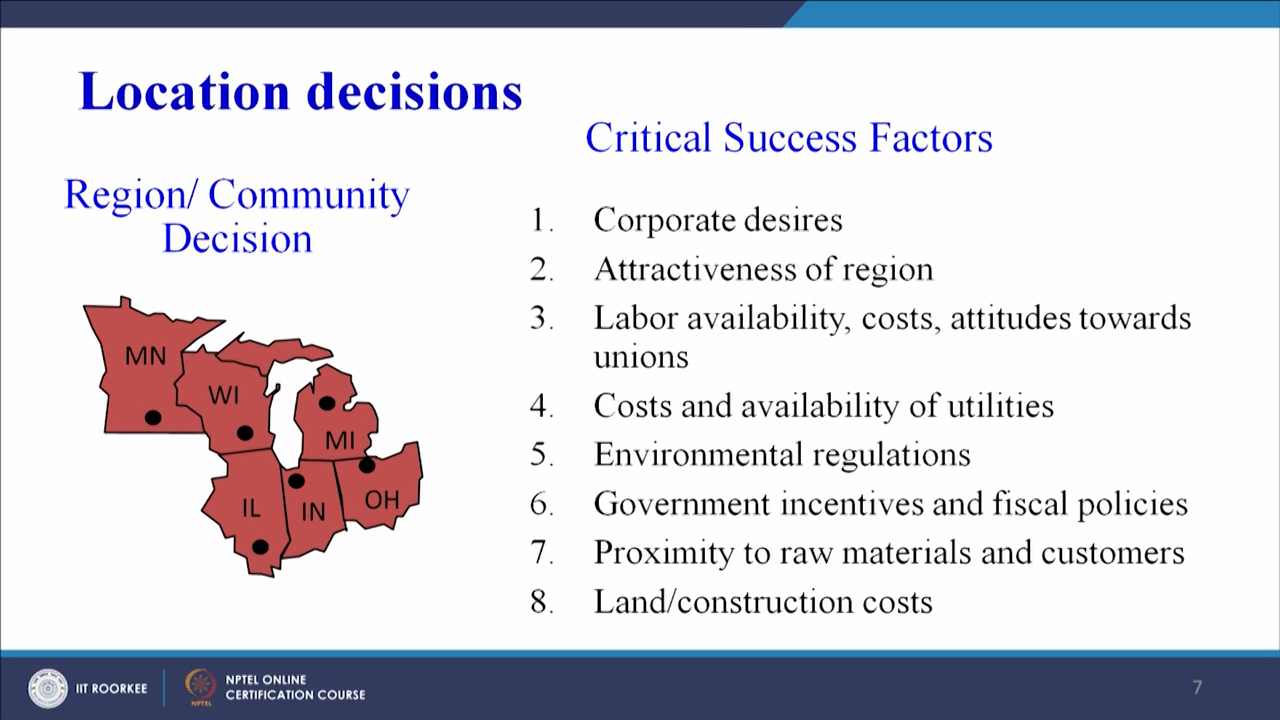 Location decisions
Critical Success Factors
Region/ Community
Decision
MN
WI
MI
IL
IN
OH
1. Corporate desires
2. Attractiveness of region
3. Labor availability, costs, attitudes towards
unions
4. Costs and availability of utilities
5. Environmental regulations
6. Government incentives and fiscal policies
7. Proximity to raw materials and customers
8. Land/construction costs
IIT ROORKEE
NPTEL
NPTEL ONLINE
CERTIFICATION COURSE
7